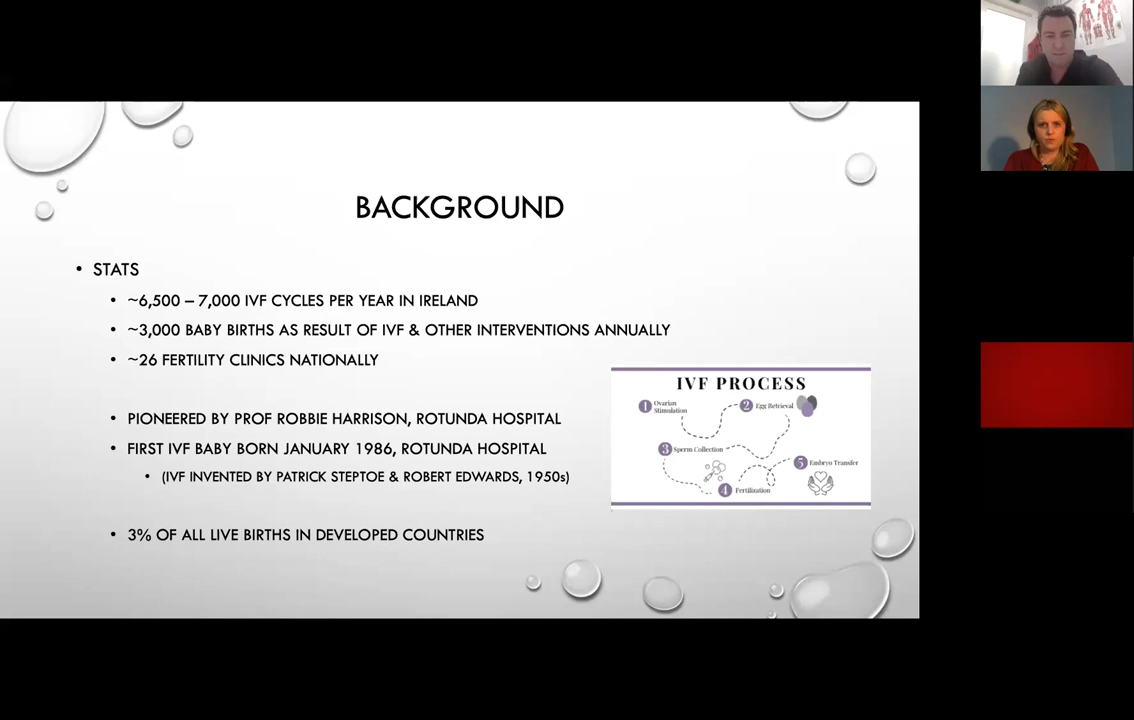 BACKGROUND
• STATS
• ~6,500 – 7,000 IVF CYCLES PER YEAR IN IRELAND
• ~3,000 BABY BIRTHS AS RESULT OF IVF & OTHER INTERVENTIONS ANNUALLY
• ~26 FERTILITY CLINICS NATIONALLY
• PIONEERED BY PROF ROBBIE HARRISON, ROTUNDA HOSPITAL
• FIRST IVF BABY BORN JANUARY 1986, ROTUNDA HOSPITAL
• (IVF INVENTED BY PATRICK STEPTOE & ROBERT EDWARDS, 1950s)
• 3% OF ALL LIVE BIRTHS IN DEVELOPED COUNTRIES
IVF PROCESS
1 Ovarian
Stimulation
2 Egg Retrieval
3 Sperm Collection
4 Fertilization
5 Embryo Transfer